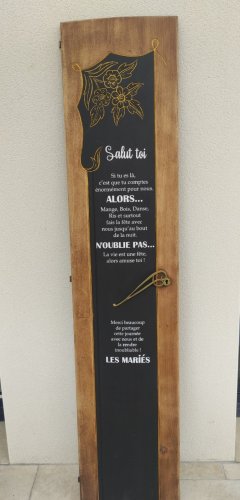 Salut toi
Si tu es là,
c'est que tu comptes
énormément pour nous.
ALORS...
Mange, Bois, Danse,
Ris et surtout
fais la fête avec
nous jusqu'au bout
de la nuit.
N'OUBLIE PAS...
La vie est une fête,
alors amuse toi !
Merci beaucoup
de partager
cette journée
avec nous et de
la rendre
inoubliable !
LES MARIÉS